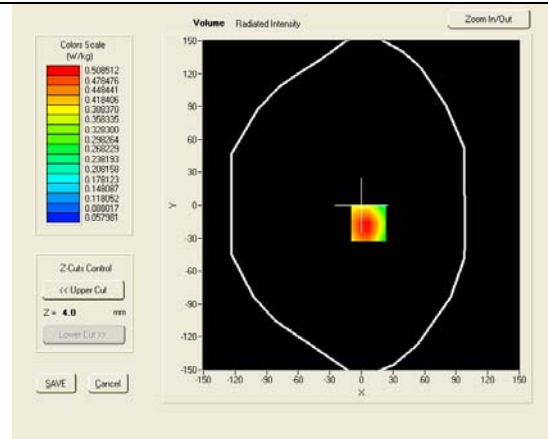 Volume Radiated Intensity
Zoom In/Out
Colors Scale
(W/kg)
0.508512
0.478476
0.448441
0.418406
0.388370
0.358335
0.328300
0.298264
0.268229
0.238193
0.208158
0.178123
0.148087
0.118052
0.088017
0.057981
Z-Cuts Control
<< Upper Cut
Z = 4.0 mm
Lower Cut >>
SAVE
Cancel
150
120
90
60
30
0
-30
-60
-90
-120
-150
Y
-150 -120 -90 -60 -30 0 30 60 90 120 150
X